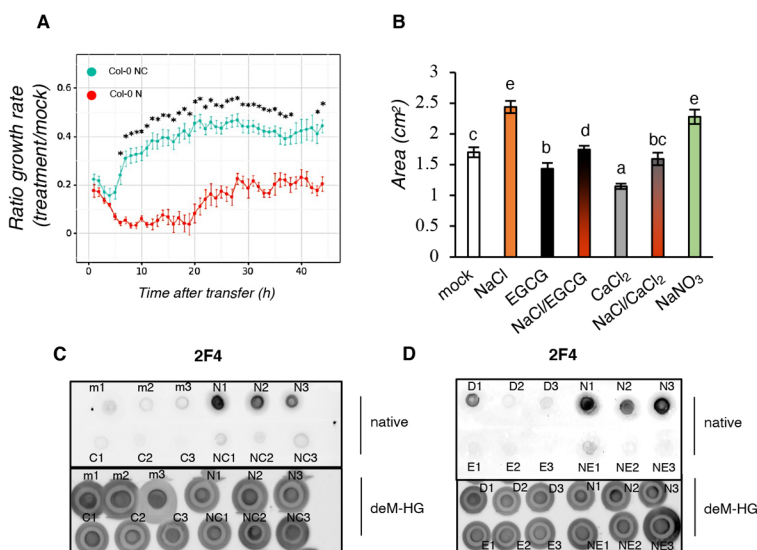 A
Ratio growth rate
(treatment/mock)
0.6
0.4
0.2
0
Col-0 NC
Col-0 N
0
10
20
30
40
Time after transfer (h)
B
Area (cm²)
3
2.5
2
1.5
1
0.5
0
c
e
b
d
a
bc
e
mock
NaCl
EGCG
NaCl/EGCG
CaCl₂
NaCl/CaCl₂
NaNO₃
C
2F4
m1 m2 m3 N1 N2 N3
native
C1 C2 C3 NC1 NC2 NC3
m1 m2 m3 N1 N2 N3
deM-HG
C1 C2 C3 NC1 NC2 NC3
D
2F4
D1 D2 D3 N1 N2 N3
native
E1 E2 E3 NE1 NE2 NE3
D1 D2 D3 N1 N2 N3
deM-HG
E1 E2 E3 NE1 NE2 NE3